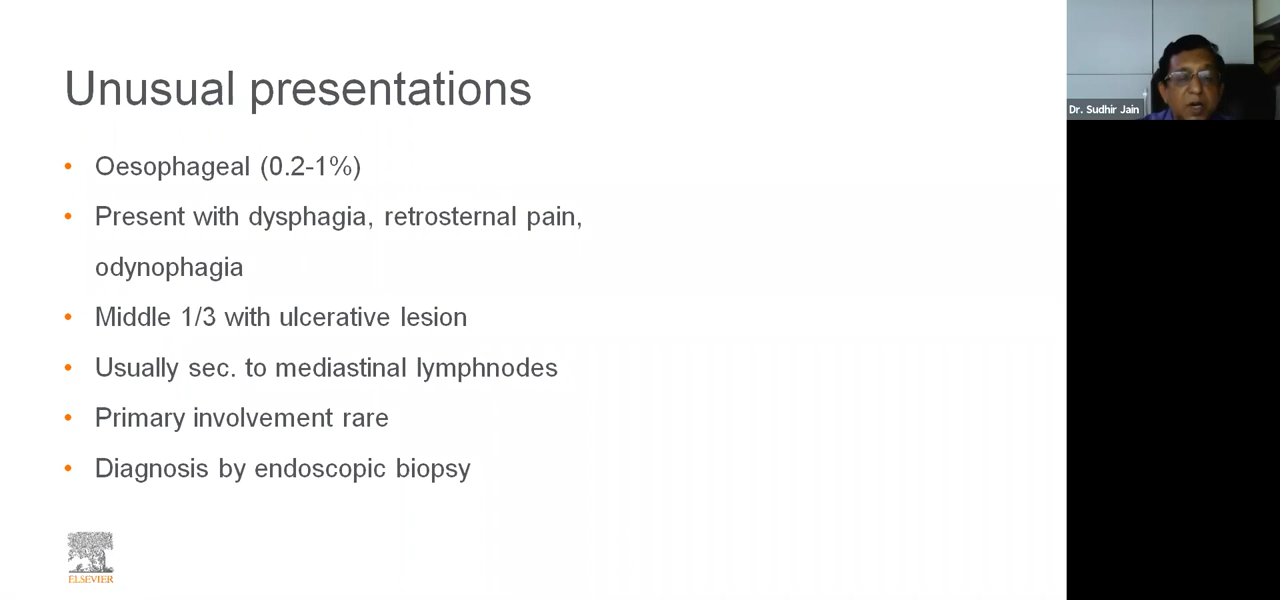 Unusual presentations
• Oesophageal (0.2-1%)
• Present with dysphagia, retrosternal pain,
odynophagia
• Middle 1/3 with ulcerative lesion
• Usually sec. to mediastinal lymphnodes
• Primary involvement rare
• Diagnosis by endoscopic biopsy
ELSEVIER
Dr. Sudhir Jain